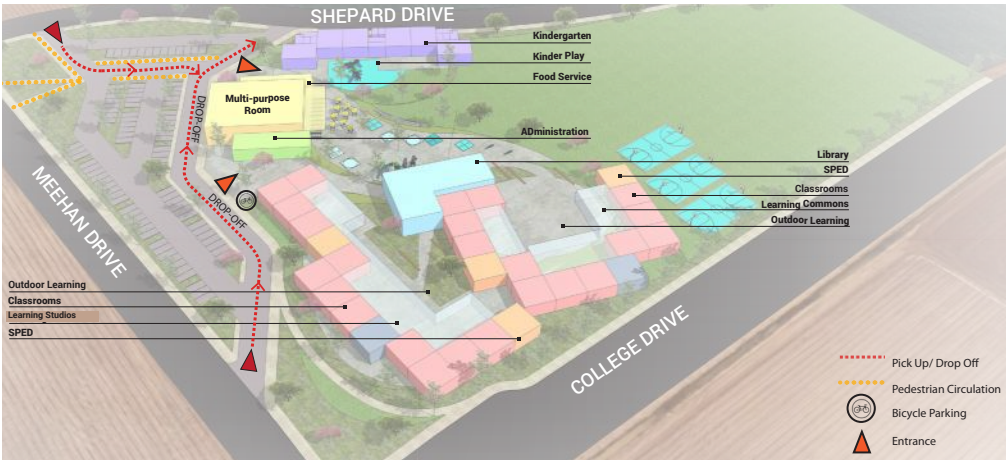 SHEPARD DRIVE
Kindergarten
Kinder Play
Food Service
Multi-purpose
Room
DROP-OFF
ADministration
Library
SPED
Classrooms
Learning Commons
Outdoor Learning
MEEHAN DRIVE
DROP-OFF
Outdoor Learning
Classrooms
Learning Studios
SPED
COLLEGE DRIVE
Pick Up/ Drop Off
Pedestrian Circulation
Bicycle Parking
Entrance